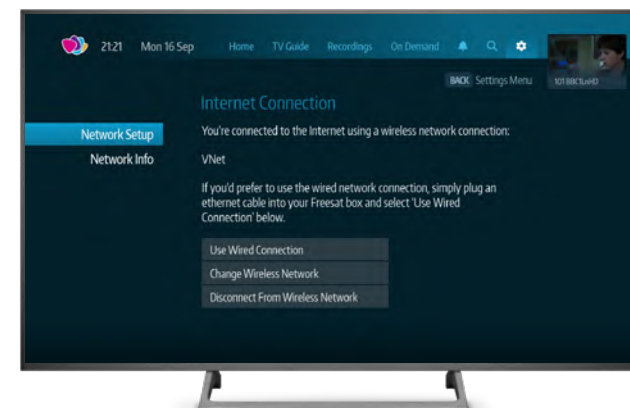 21:21 Mon 16 Sep Home TV Guide Recordings On Demand
BACK Settings Menu
101 BBC 1 HD
Internet Connection
Network Setup
Network Info
You're connected to the Internet using a wireless network connection:
VNet
If you'd prefer to use the wired network connection, simply plug an
ethernet cable into your Freesat box and select 'Use Wired
Connection' below.
Use Wired Connection
Change Wireless Network
Disconnect From Wireless Network